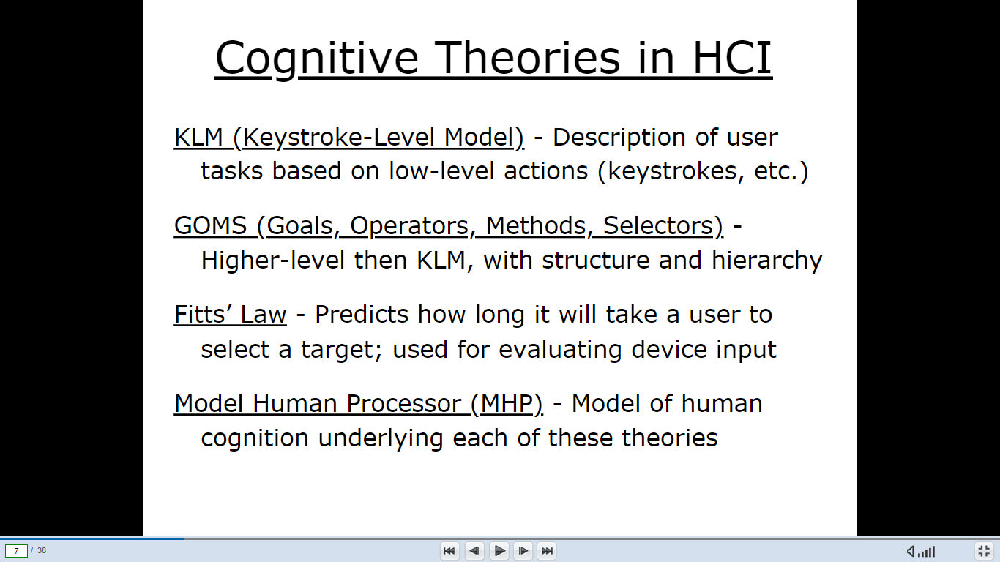 Cognitive Theories in HCI
KLM (Keystroke-Level Model) - Description of user
tasks based on low-level actions (keystrokes, etc.)
GOMS (Goals, Operators, Methods, Selectors) -
Higher-level then KLM, with structure and hierarchy
Fitts’ Law - Predicts how long it will take a user to
select a target; used for evaluating device input
Model Human Processor (MHP) - Model of human
cognition underlying each of these theories
7 / 38